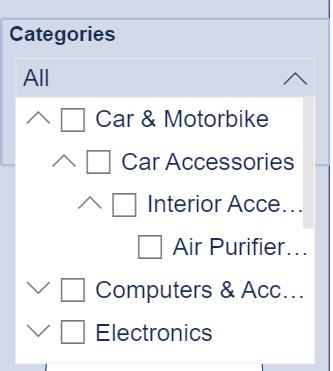 Categories
All
Car & Motorbike
Car Accessories
Interior Acce...
Air Purifier...
Computers & Acc...
Electronics